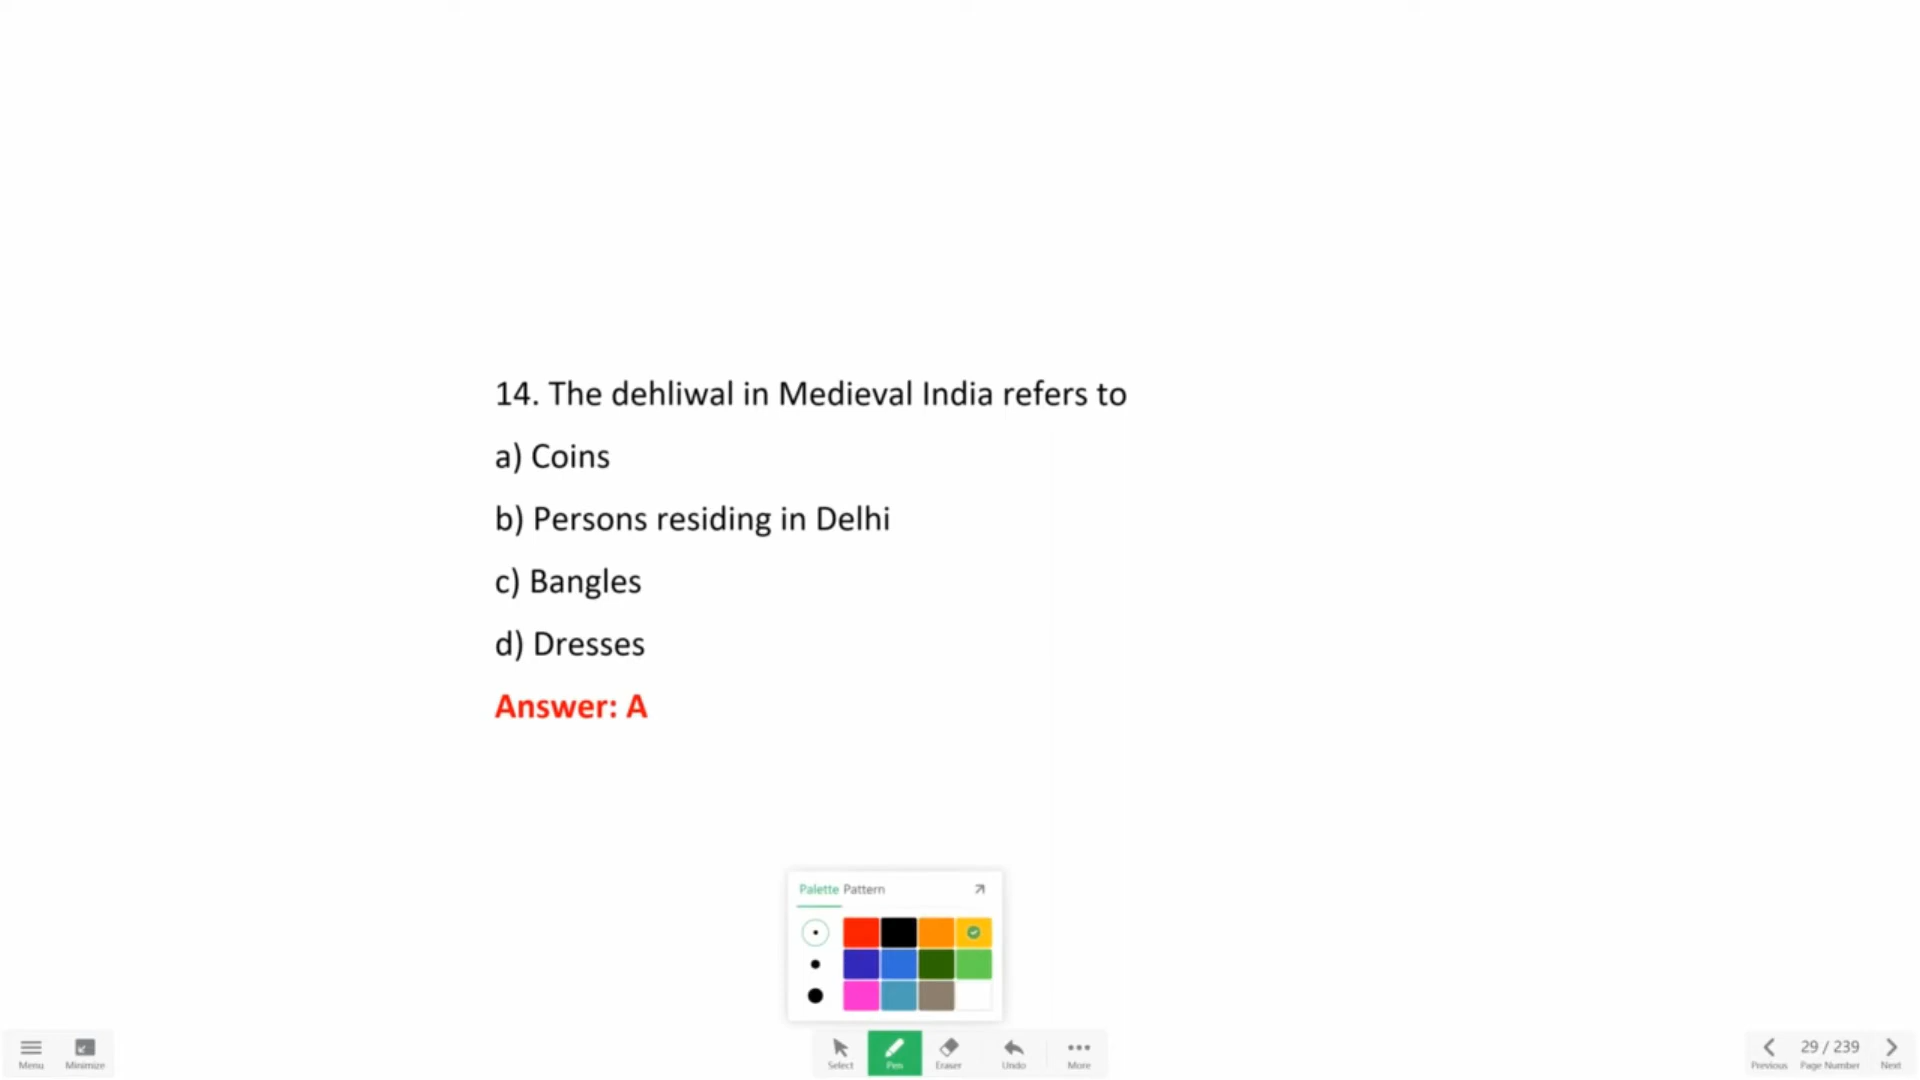 14. The dehliwal in Medieval India refers to
a) Coins
b) Persons residing in Delhi
c) Bangles
d) Dresses
Answer: A
Palette Pattern
Menu Minimize Select Pen Eraser Undo More Previous 29 / 239 Page Number Next